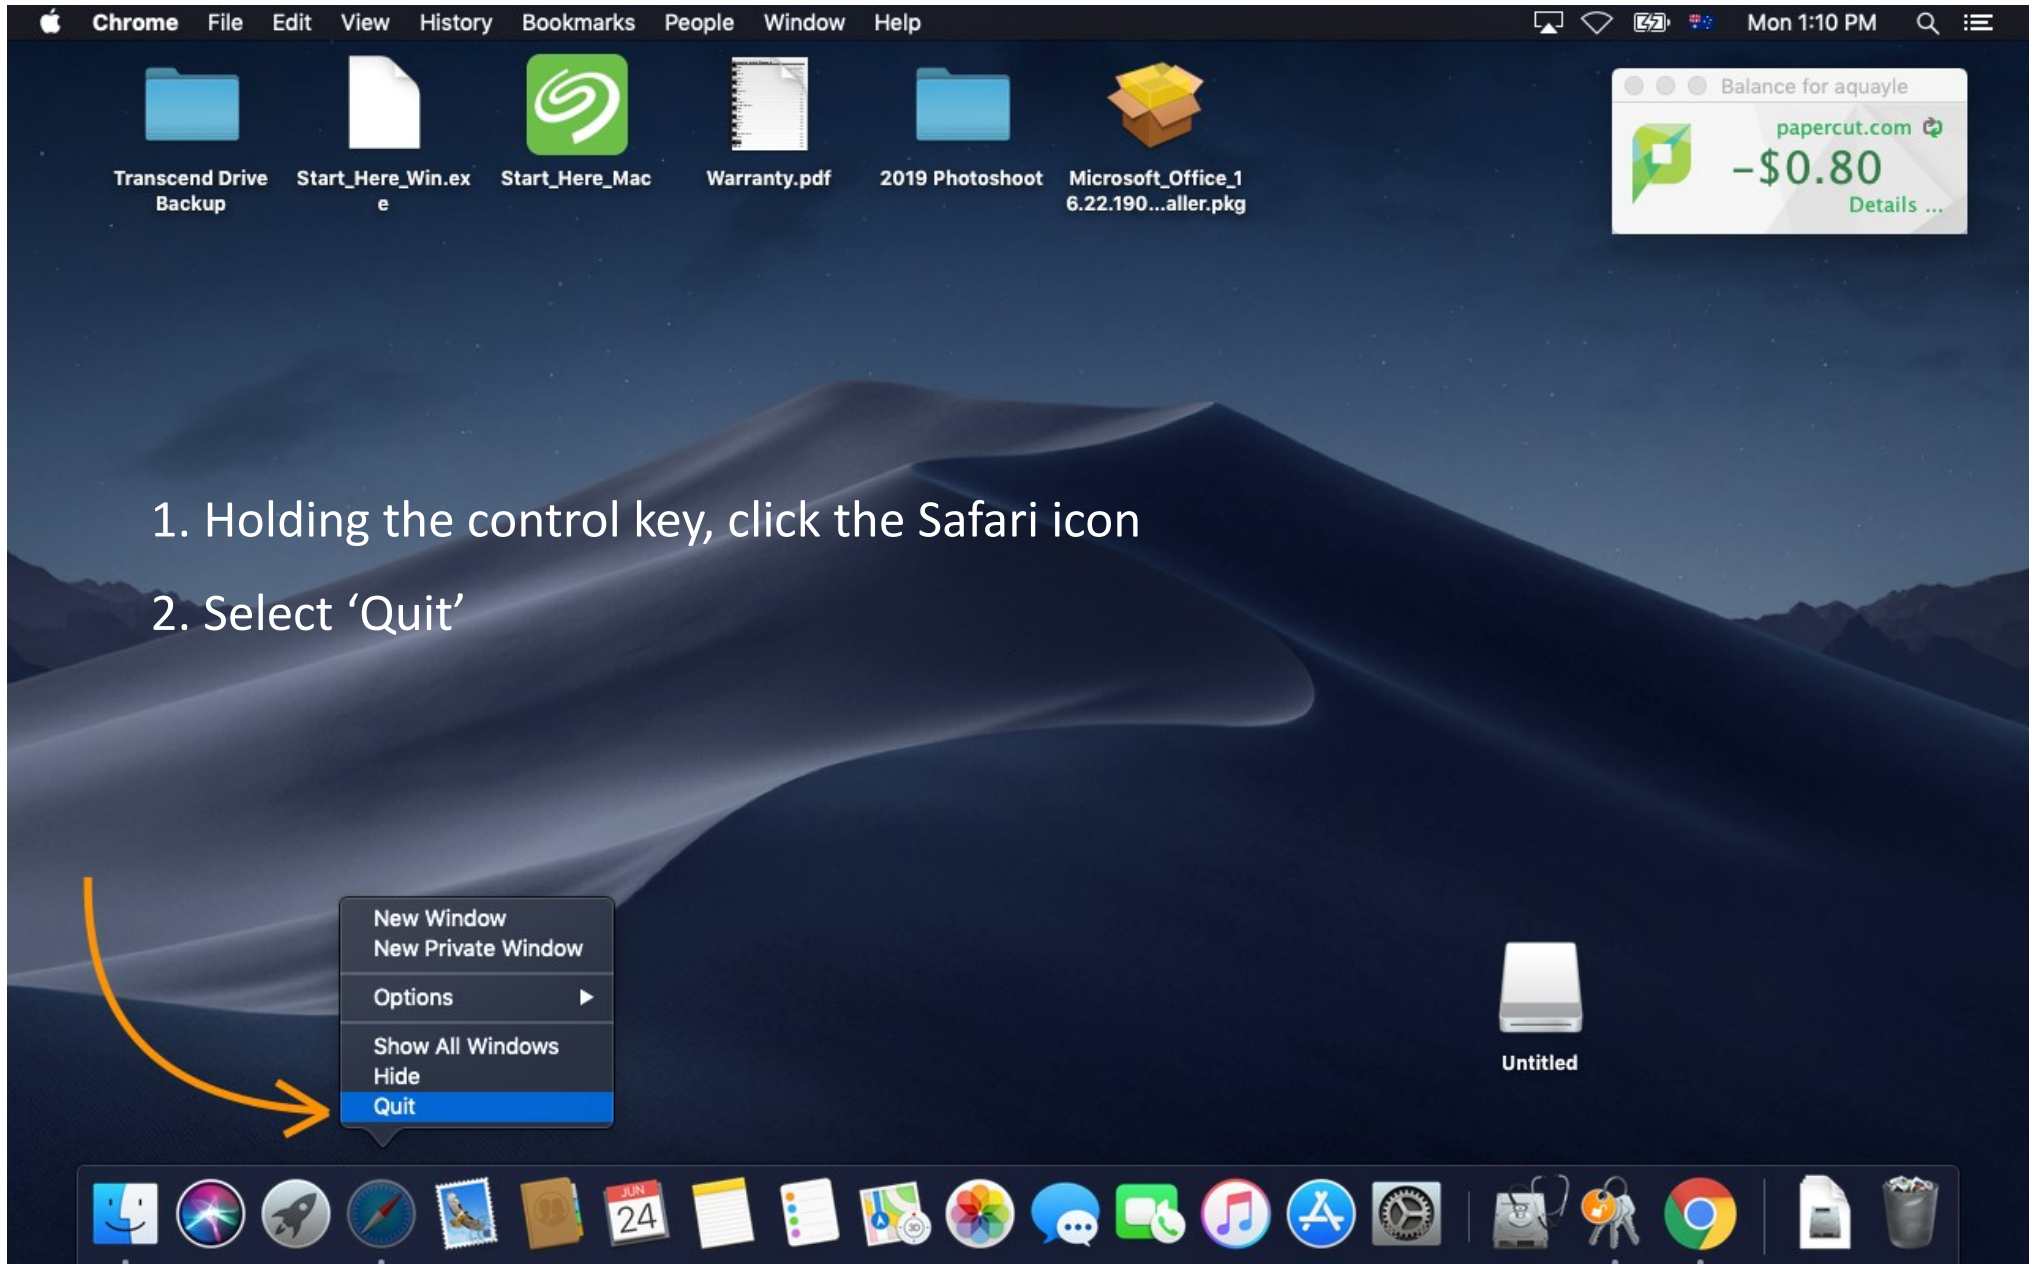 Chrome File Edit View History Bookmarks People Window Help Mon 1:10 PM
Balance for aquayle
papercut.com
-$0.80
Details ...
Transcend Drive
Backup
Start_Here_Win.ex
e
Start_Here_Mac
Warranty.pdf
2019 Photoshoot
Microsoft_Office_1
6.22.190...aller.pkg
1. Holding the control key, click the Safari icon
2. Select ‘Quit’
New Window
New Private Window
Options
Show All Windows
Hide
Quit
Untitled
JUN
24
3D